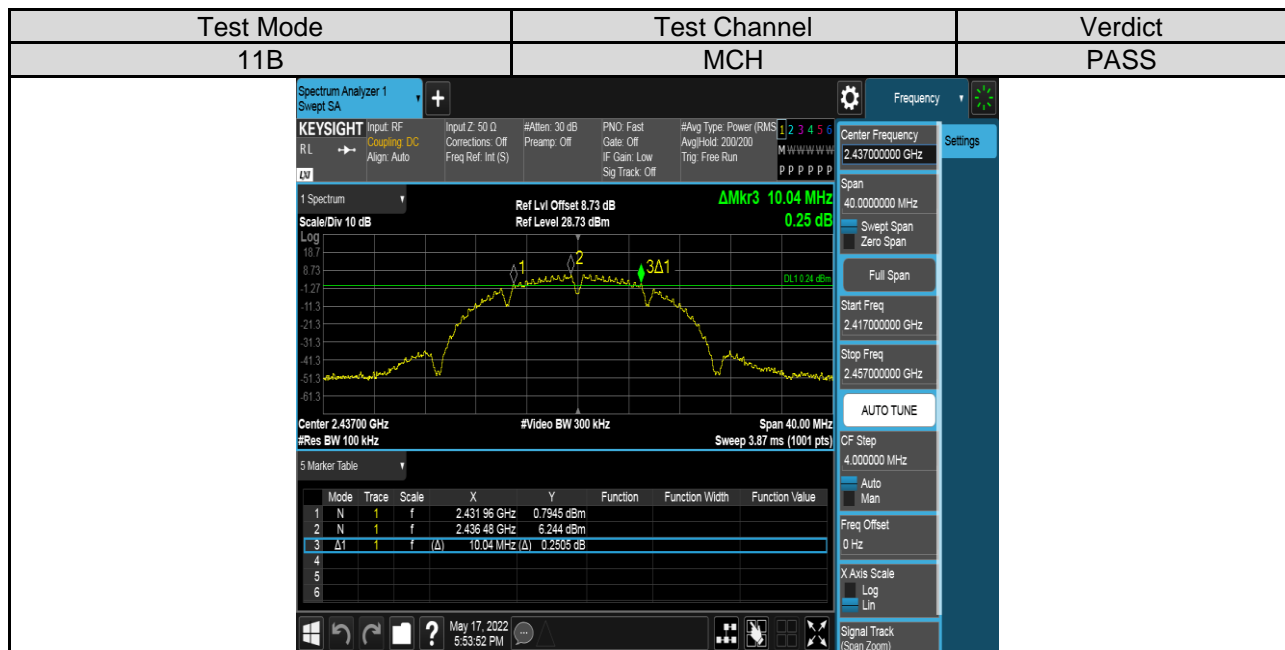 Test Mode Test Channel Verdict
11B MCH PASS
Spectrum Analyzer 1
Swept SA
+
Frequency
KEYSIGHT Input: RF Input Z: 50 Ω #Atten: 30 dB PNO: Fast #Avg Type: Power (RMS 1 2 3 4 5 6
RL Coupling: DC Corrections: Off Preamp: Off Gate: Off Avg|Hold: 200/200 M W W W W W
Align: Auto Freq Ref: Int (S) IF Gain: Low Trig: Free Run
LXI Sig Track: Off P P P P P P
1 Spectrum
Ref Lvl Offset 8.73 dB
ΔMkr3 10.04 MHz
Scale/Div 10 dB Ref Level 28.73 dBm 0.25 dB
Log
18.7
8.73
-1.27
-11.3
-21.3
-31.3
-41.3
-51.3
-61.3
1
2
3Δ1
DL1 0.24 dBm
Center 2.43700 GHz #Video BW 300 kHz Span 40.00 MHz
#Res BW 100 kHz Sweep 3.87 ms (1001 pts)
5 Marker Table
Mode Trace Scale X Y Function Function Width Function Value
1 N 1 f 2.431 96 GHz 0.7945 dBm
2 N 1 f 2.436 48 GHz 6.244 dBm
3 Δ1 1 f (Δ) 10.04 MHz (Δ) 0.2505 dB
4
5
6
?
May 17, 2022
5:53:52 PM
Center Frequency
2.437000000 GHz
Settings
Span
40.0000000 MHz
Swept Span
Zero Span
Full Span
Start Freq
2.417000000 GHz
Stop Freq
2.457000000 GHz
AUTO TUNE
CF Step
4.000000 MHz
Auto
Man
Freq Offset
0 Hz
X Axis Scale
Log
Lin
Signal Track
(Span Zoom)